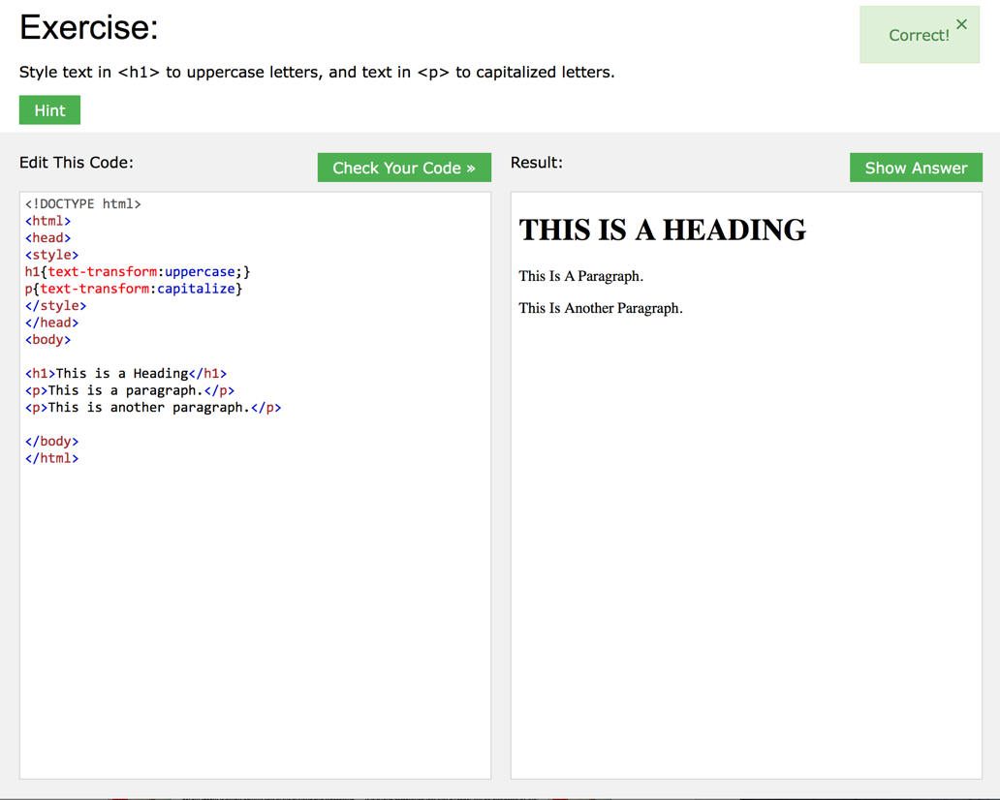 Exercise:
Correct! ×
Style text in <h1> to uppercase letters, and text in <p> to capitalized letters.
Hint
Edit This Code:
Check Your Code »
<!DOCTYPE html>
<html>
<head>
<style>
h1{text-transform:uppercase;}
p{text-transform:capitalize}
</style>
</head>
<body>
<h1>This is a Heading</h1>
<p>This is a paragraph.</p>
<p>This is another paragraph.</p>
</body>
</html>
Result:
Show Answer
THIS IS A HEADING
This Is A Paragraph.
This Is Another Paragraph.